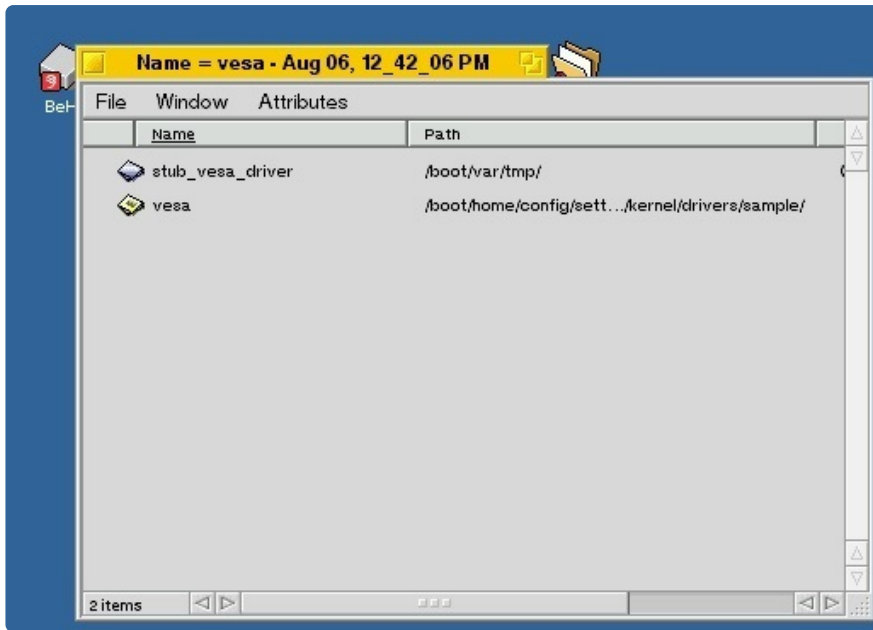 Name = vesa - Aug 06, 12_42_06 PM
BeH
File Window Attributes
Name Path
stub_vesa_driver /boot/var/tmp/
vesa /boot/home/config/sett.../kernel/drivers/sample/
2 items